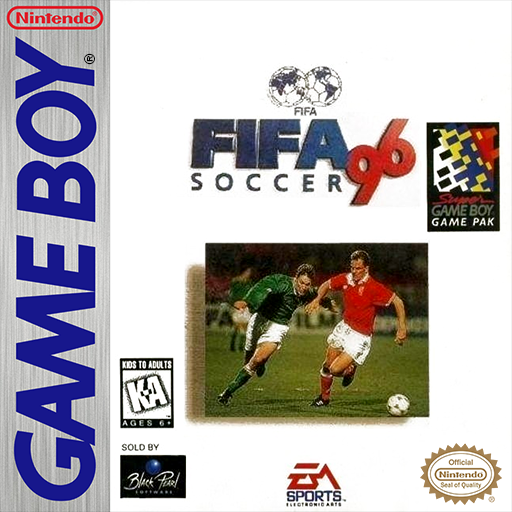 Nintendo
GAME BOY
®
FIFA
FIFA
SOCCER 96
Super
GAME BOY
GAME PAK
KIDS TO ADULTS
K-A
AGES 6+
SOLD BY
Black Pearl
SOFTWARE
EA
SPORTS
ELECTRONIC ARTS
Official
Nintendo
Seal of Quality
®